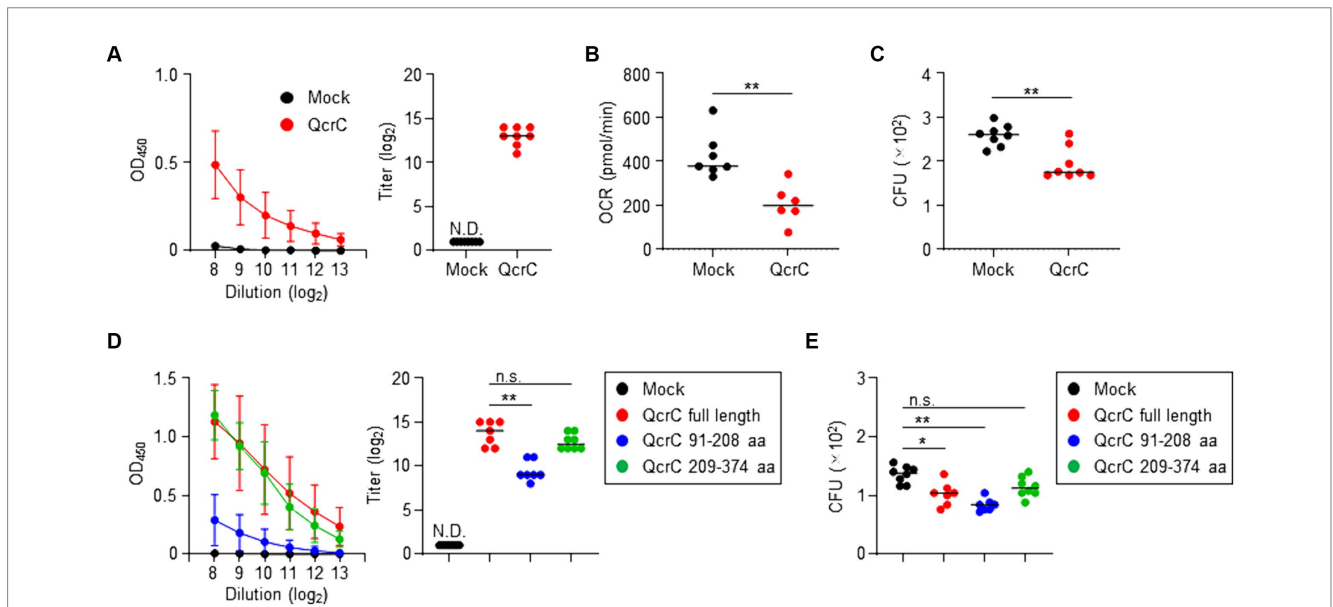 A
1.0
0.5
0
OD450
8 9 10 11 12 13
Dilution (log2)
Mock
QcrC
20
15
10
5
0
Titer (log2)
N.D.
Mock QcrC
B
800
600
400
200
0
OCR (pmol/min)
**
Mock QcrC
C
4
3
2
1
0
CFU (×10²)
**
Mock QcrC
D
1.5
1.0
0.5
0
OD450
8 9 10 11 12 13
Dilution (log2)
20
15
10
5
0
Titer (log2)
n.s.
**
N.D.
Mock
QcrC full length
QcrC 91-208 aa
QcrC 209-374 aa
E
3
2
1
0
CFU (×10²)
n.s.
**
*
Mock
QcrC full length
QcrC 91-208 aa
QcrC 209-374 aa